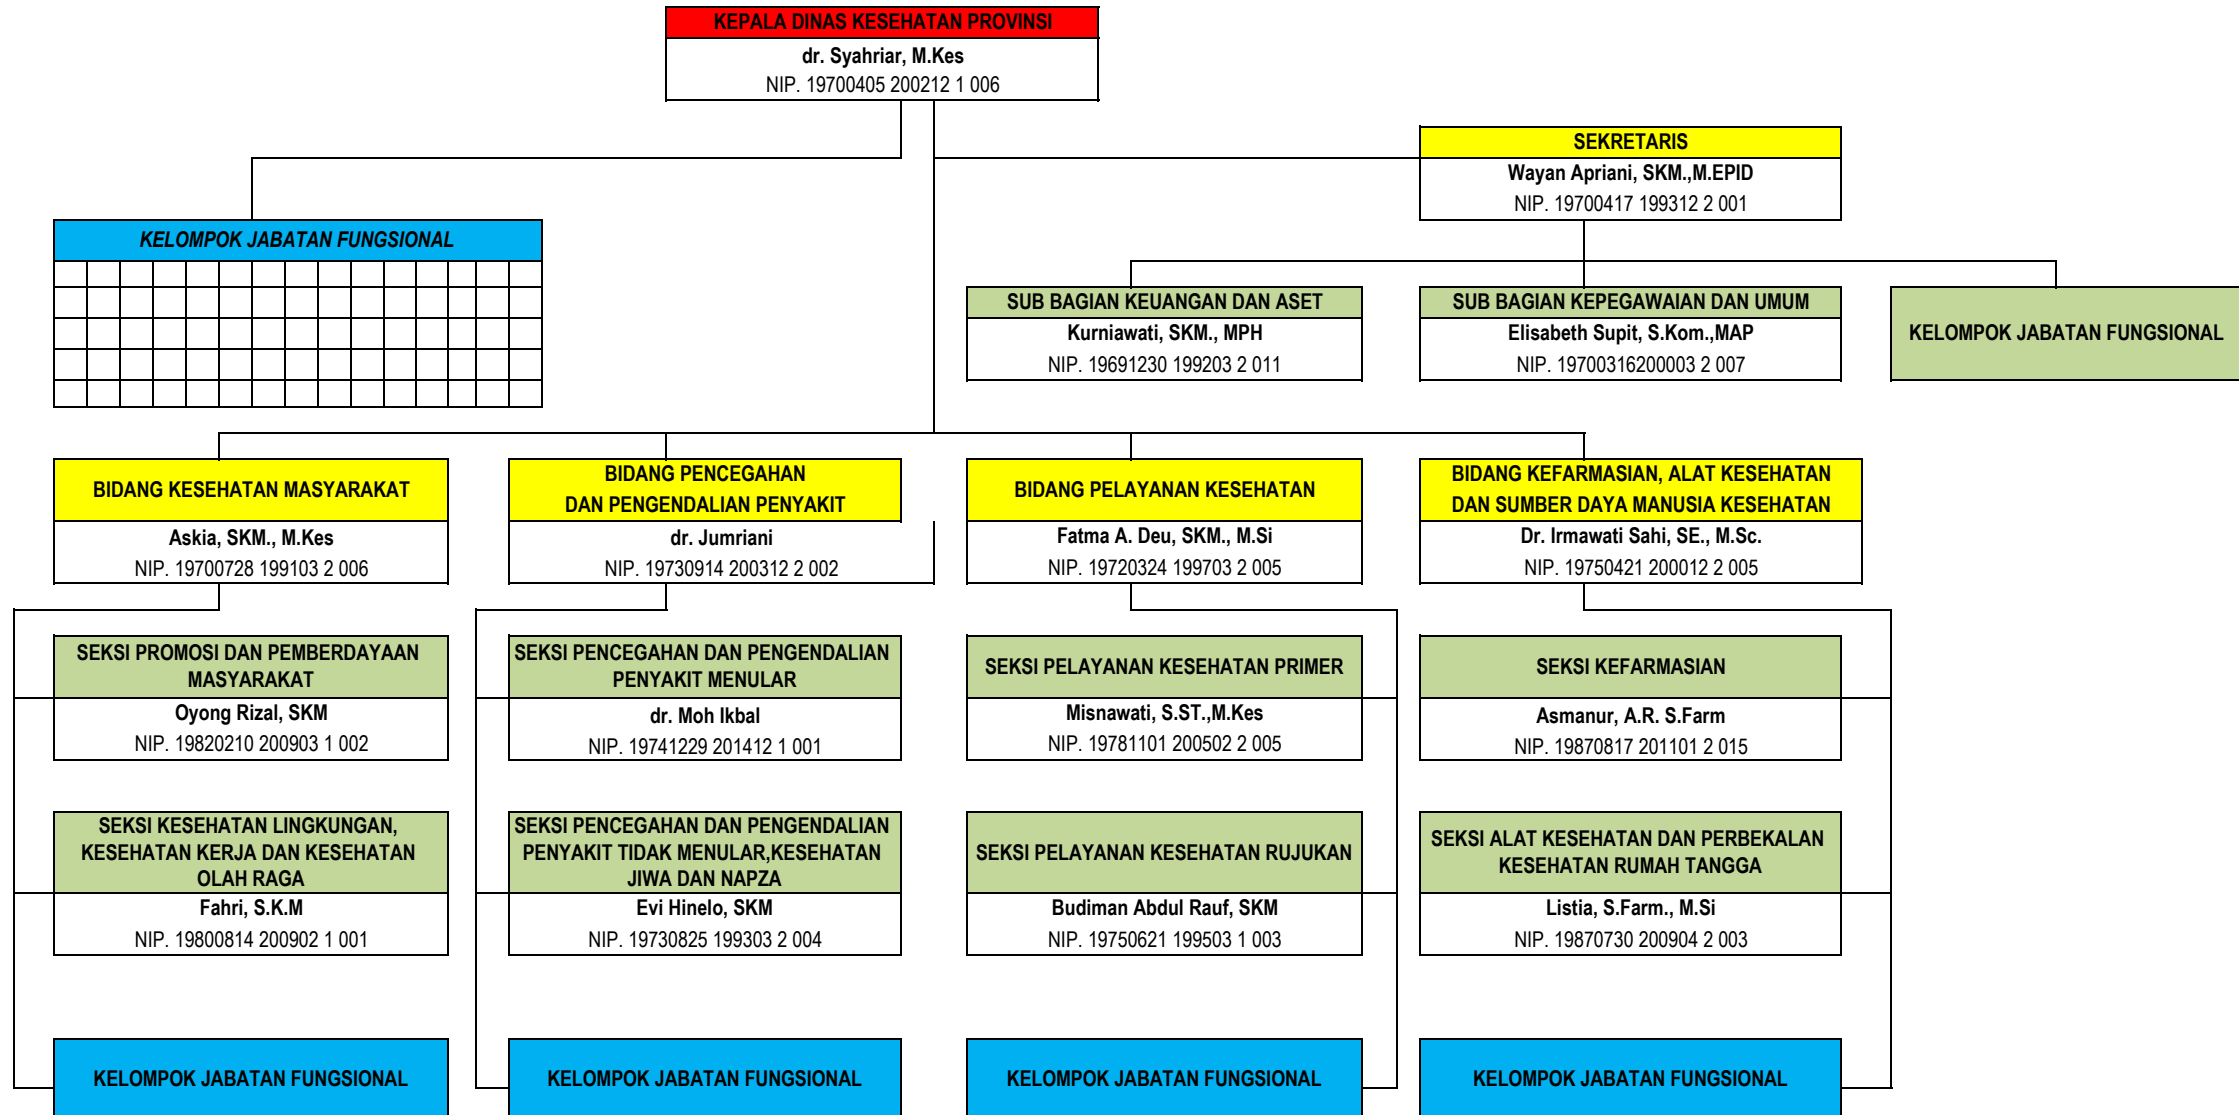 KEPALA DINAS KESEHATAN PROVINSI
dr. Syahriar, M.Kes
NIP. 19700405 200212 1 006
SEKRETARIS
Wayan Apriani, SKM.,M.EPID
NIP. 19700417 199312 2 001
KELOMPOK JABATAN FUNGSIONAL
SUB BAGIAN KEUANGAN DAN ASET
Kurniawati, SKM., MPH
NIP. 19691230 199203 2 011
SUB BAGIAN KEPEGAWAIAN DAN UMUM
Elisabeth Supit, S.Kom.,MAP
NIP. 19700316200003 2 007
KELOMPOK JABATAN FUNGSIONAL
BIDANG KESEHATAN MASYARAKAT
Askia, SKM., M.Kes
NIP. 19700728 199103 2 006
BIDANG PENCEGAHAN
DAN PENGENDALIAN PENYAKIT
dr. Jumriani
NIP. 19730914 200312 2 002
BIDANG PELAYANAN KESEHATAN
Fatma A. Deu, SKM., M.Si
NIP. 19720324 199703 2 005
BIDANG KEFARMASIAN, ALAT KESEHATAN
DAN SUMBER DAYA MANUSIA KESEHATAN
Dr. Irmawati Sahi, SE., M.Sc.
NIP. 19750421 200012 2 005
SEKSI PROMOSI DAN PEMBERDAYAAN
MASYARAKAT
Oyong Rizal, SKM
NIP. 19820210 200903 1 002
SEKSI PENCEGAHAN DAN PENGENDALIAN
PENYAKIT MENULAR
dr. Moh Ikbal
NIP. 19741229 201412 1 001
SEKSI PELAYANAN KESEHATAN PRIMER
Misnawati, S.ST.,M.Kes
NIP. 19781101 200502 2 005
SEKSI KEFARMASIAN
Asmanur, A.R. S.Farm
NIP. 19870817 201101 2 015
SEKSI KESEHATAN LINGKUNGAN,
KESEHATAN KERJA DAN KESEHATAN
OLAH RAGA
Fahri, S.K.M
NIP. 19800814 200902 1 001
SEKSI PENCEGAHAN DAN PENGENDALIAN
PENYAKIT TIDAK MENULAR,KESEHATAN
JIWA DAN NAPZA
Evi Hinelo, SKM
NIP. 19730825 199303 2 004
SEKSI PELAYANAN KESEHATAN RUJUKAN
Budiman Abdul Rauf, SKM
NIP. 19750621 199503 1 003
SEKSI ALAT KESEHATAN DAN PERBEKALAN
KESEHATAN RUMAH TANGGA
Listia, S.Farm., M.Si
NIP. 19870730 200904 2 003
KELOMPOK JABATAN FUNGSIONAL
KELOMPOK JABATAN FUNGSIONAL
KELOMPOK JABATAN FUNGSIONAL
KELOMPOK JABATAN FUNGSIONAL